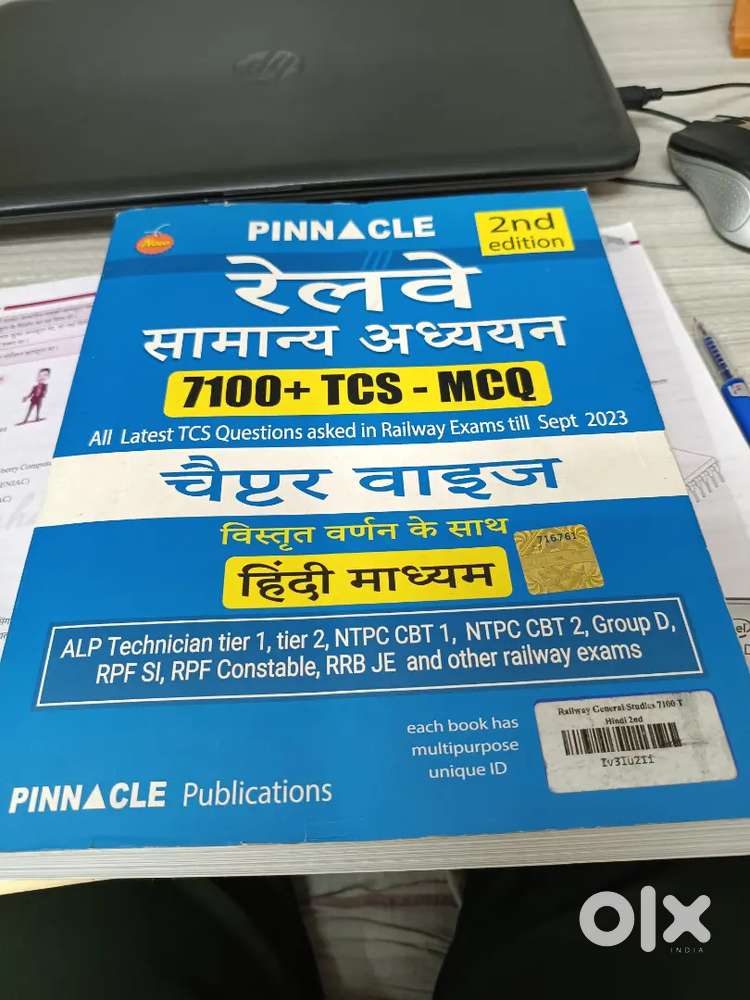 hp
New
PINNACLE
2nd
edition
रेलवे
सामान्य अध्ययन
7100+ TCS - MCQ
All Latest TCS Questions asked in Railway Exams till Sept 2023
चैप्टर वाइज
विस्तृत वर्णन के साथ
716761
हिंदी माध्यम
ALP Technician tier 1, tier 2, NTPC CBT 1, NTPC CBT 2, Group D,
RPF SI, RPF Constable, RRB JE and other railway exams
each book has
multipurpose
unique ID
Railway General Studies 7100 T
Hindi 2nd
Iv3Iu2If
PINNACLE Publications
olx
INDIA